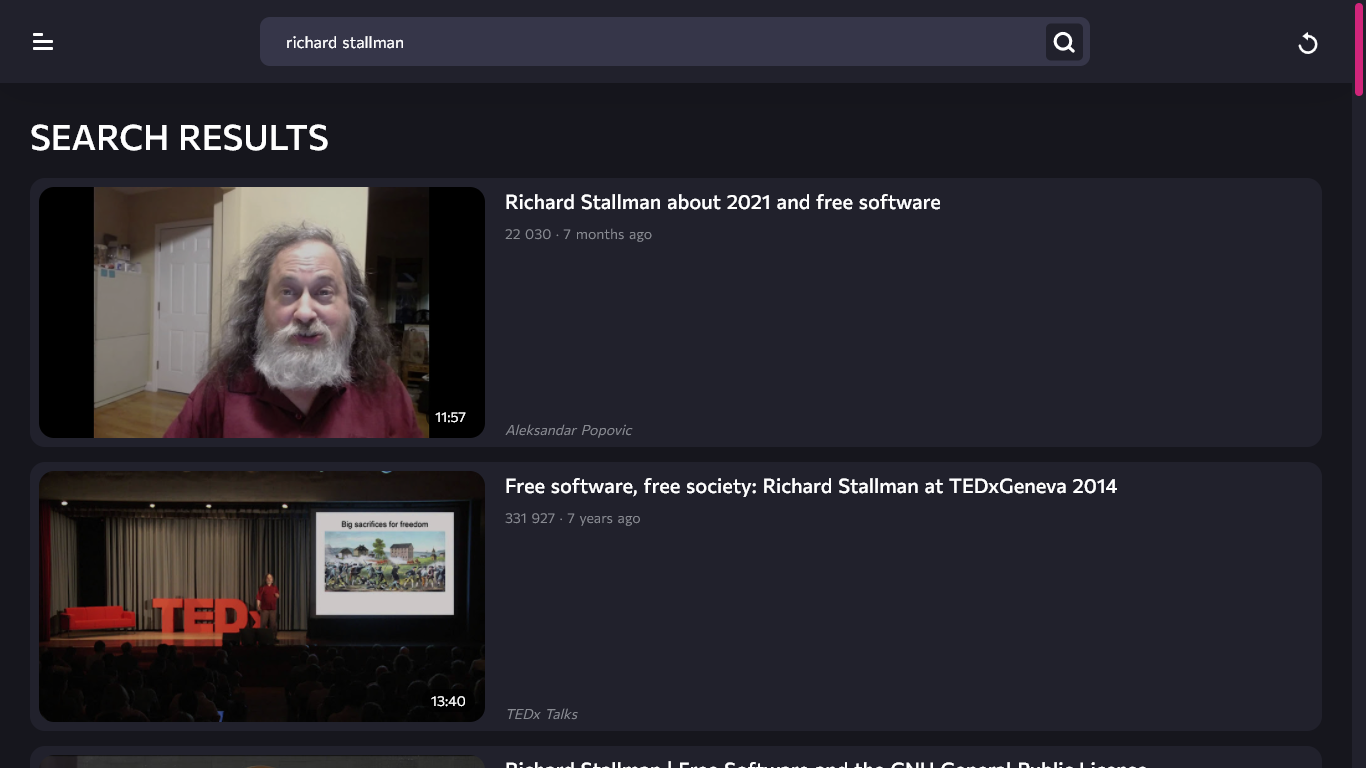 richard stallman
SEARCH RESULTS
Richard Stallman about 2021 and free software
22 030 · 7 months ago
11:57
Aleksandar Popovic
Free software, free society: Richard Stallman at TEDxGeneva 2014
331 927 · 7 years ago
Big sacrifices for freedom
TEDx
13:40
TEDx Talks
Richard Stallman | Free Software and the GNU General Public License